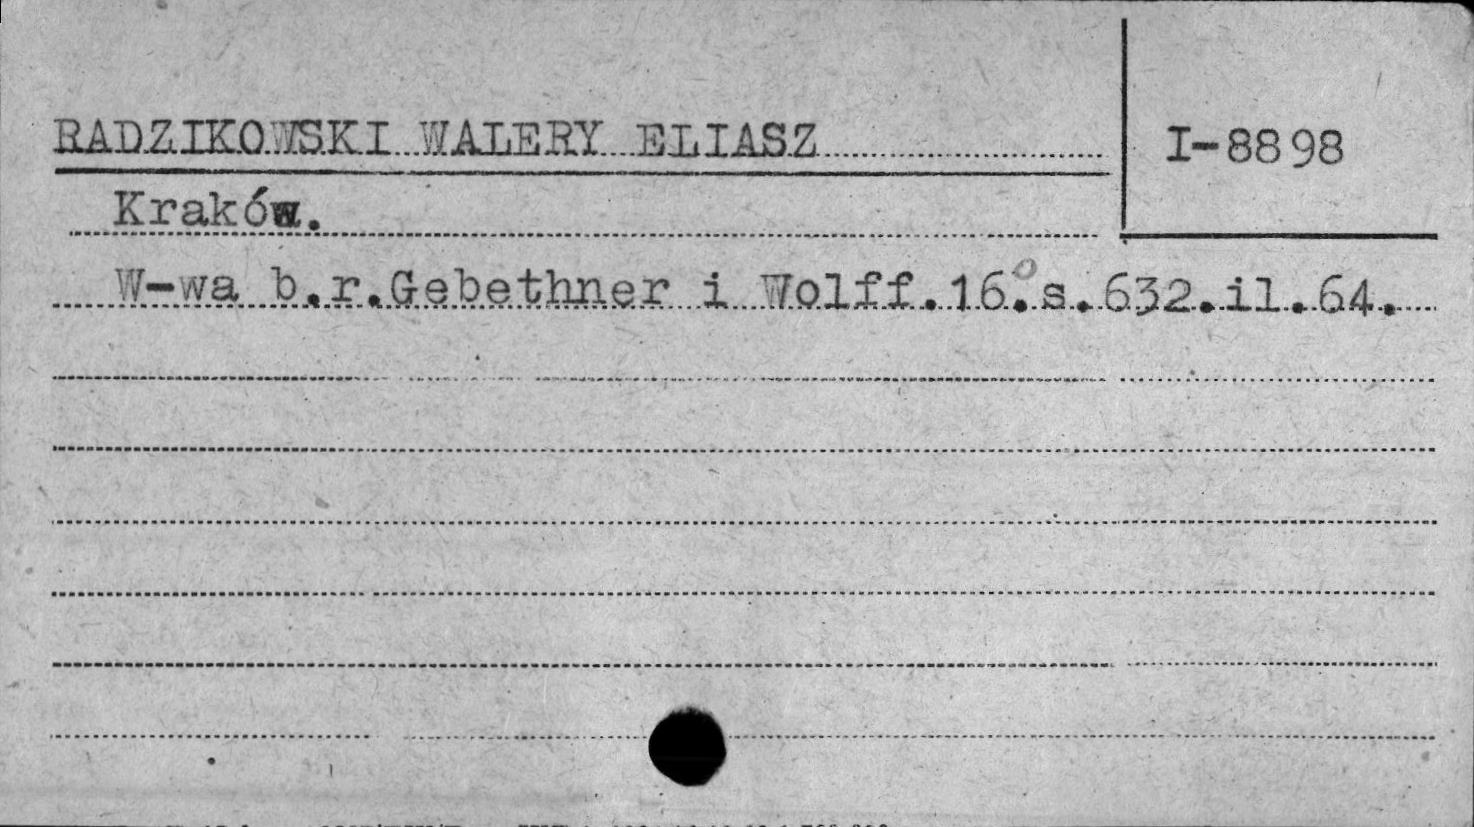 RADZIKOWSKI WALERY ELIASZ
I-8898
Kraków.
W-wa b.r.Gebethner i Wolff.16.°s.632.il.64.